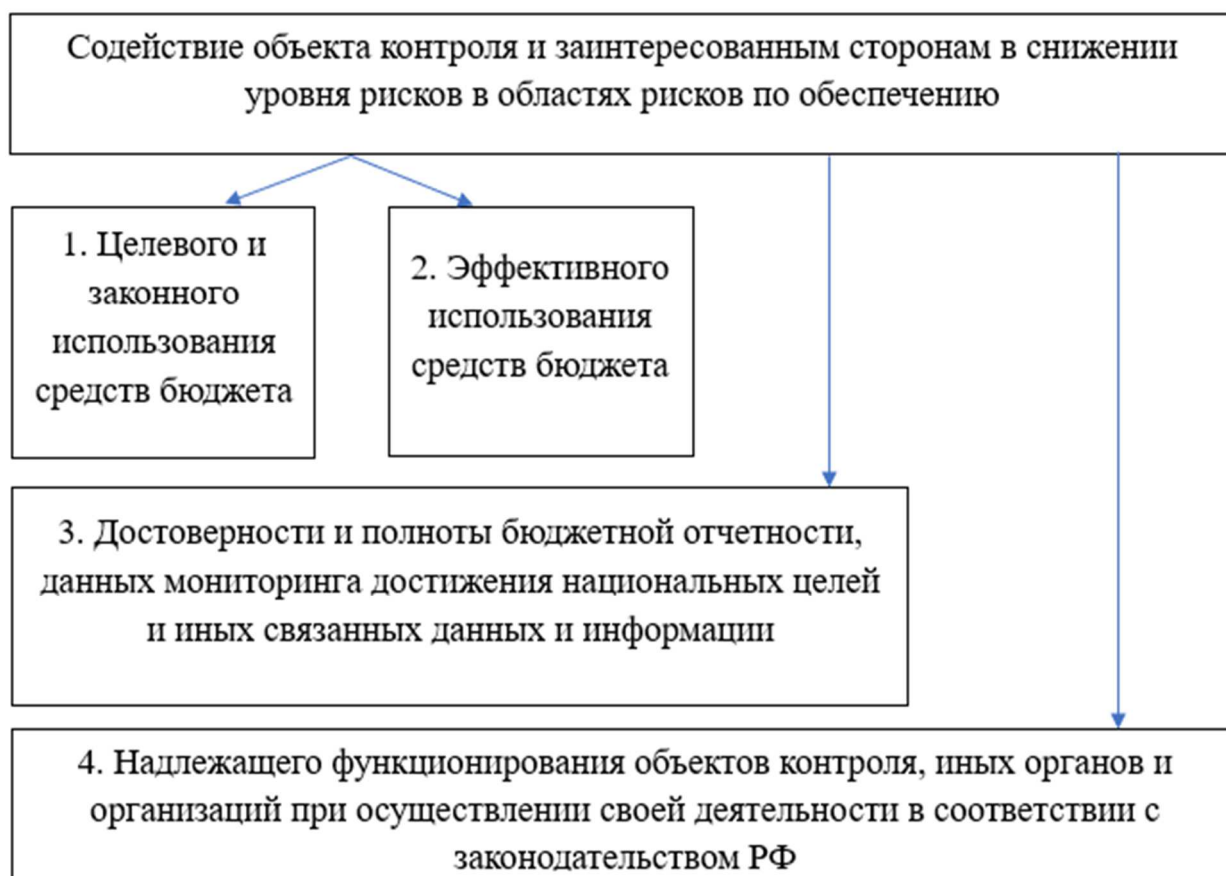 Содействие объекта контроля и заинтересованным сторонам в снижении
уровня рисков в областях рисков по обеспечению
1. Целевого и
законного
использования
средств бюджета
2. Эффективного
использования
средств бюджета
3. Достоверности и полноты бюджетной отчетности,
данных мониторинга достижения национальных целей
и иных связанных данных и информации
4. Надлежащего функционирования объектов контроля, иных органов и
организаций при осуществлении своей деятельности в соответствии с
законодательством РФ